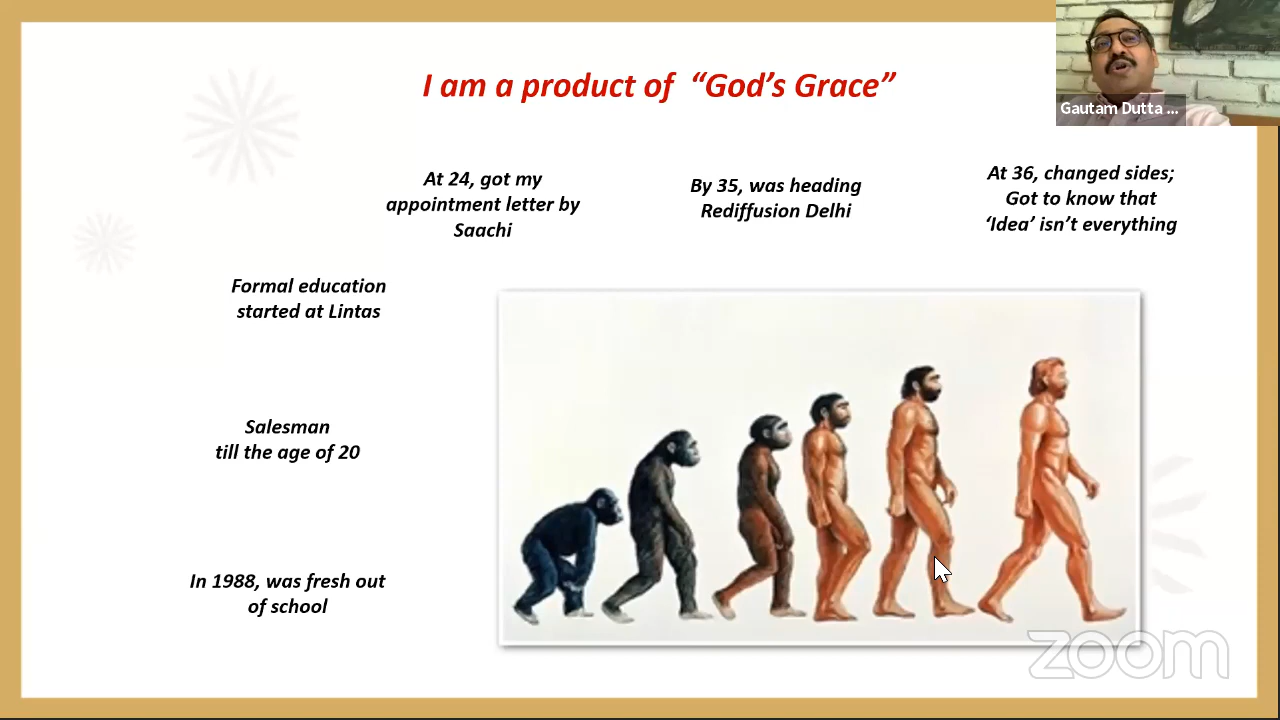 I am a product of “God’s Grace”
Gautam Dutta ...
At 24, got my
appointment letter by
Saachi
By 35, was heading
Rediffusion Delhi
At 36, changed sides;
Got to know that
‘Idea’ isn’t everything
Formal education
started at Lintas
Salesman
till the age of 20
In 1988, was fresh out
of school
zoom